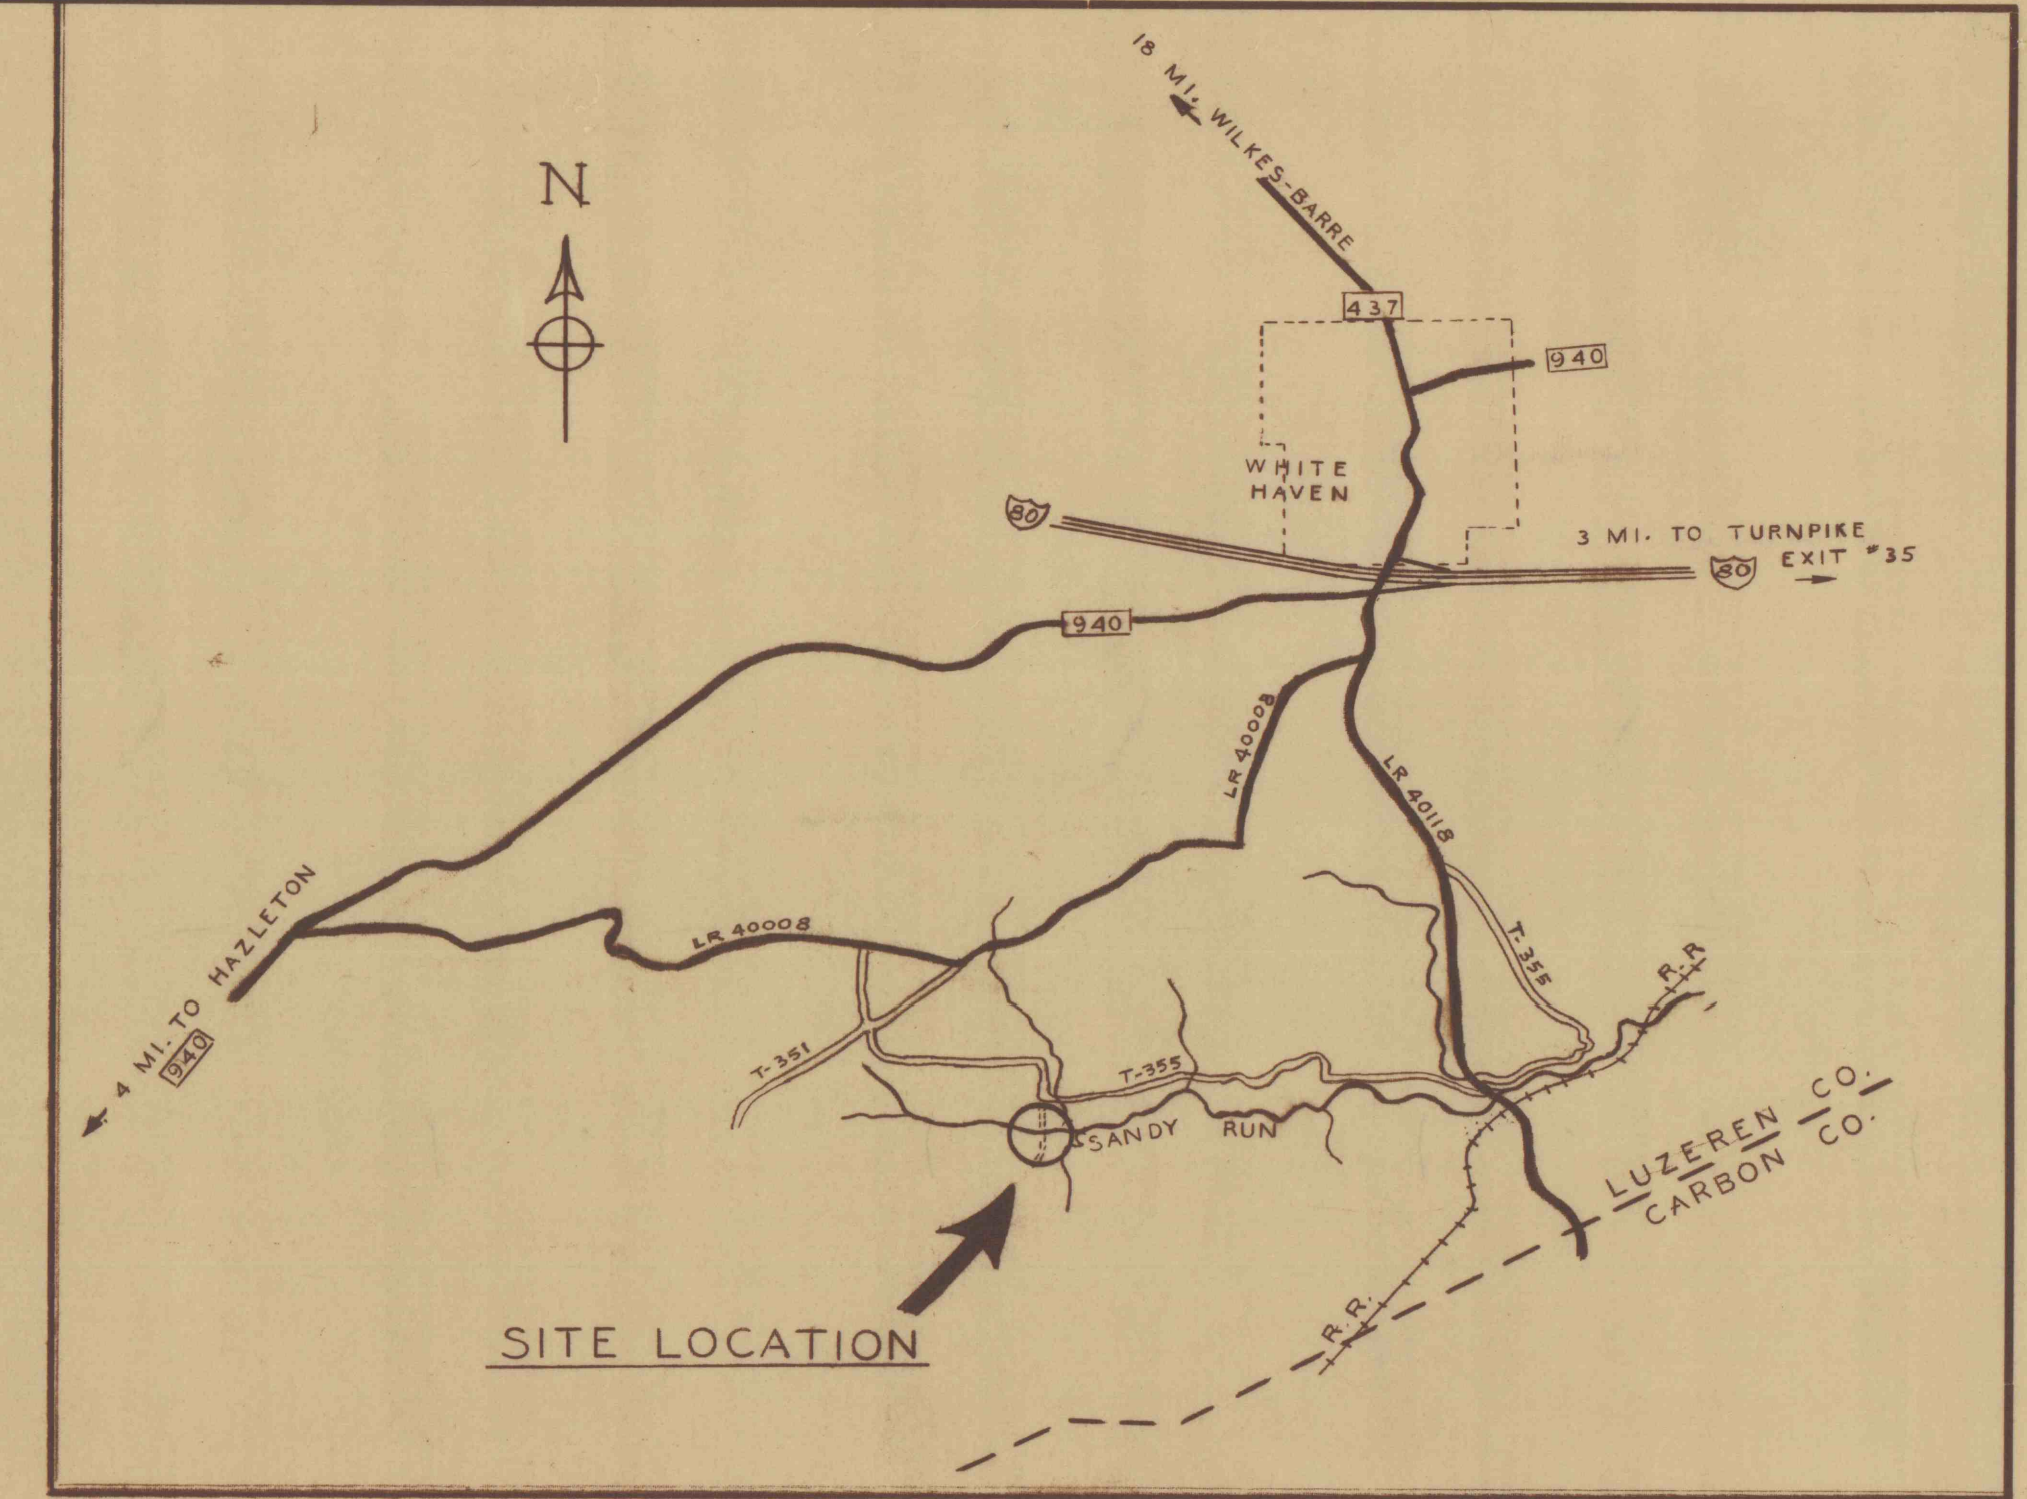 18 MI. WILKES-BARRE
N
437
940
WHITE
HAVEN
80
3 MI. TO TURNPIKE
EXIT #35
80
940
LR 40008
LR 40118
4 MI. TO HAZLETON
940
LR 40008
T-355
R.R
T-351
T-355
SANDY RUN
LUZEREN CO.
CARBON CO.
R.R.
SITE LOCATION